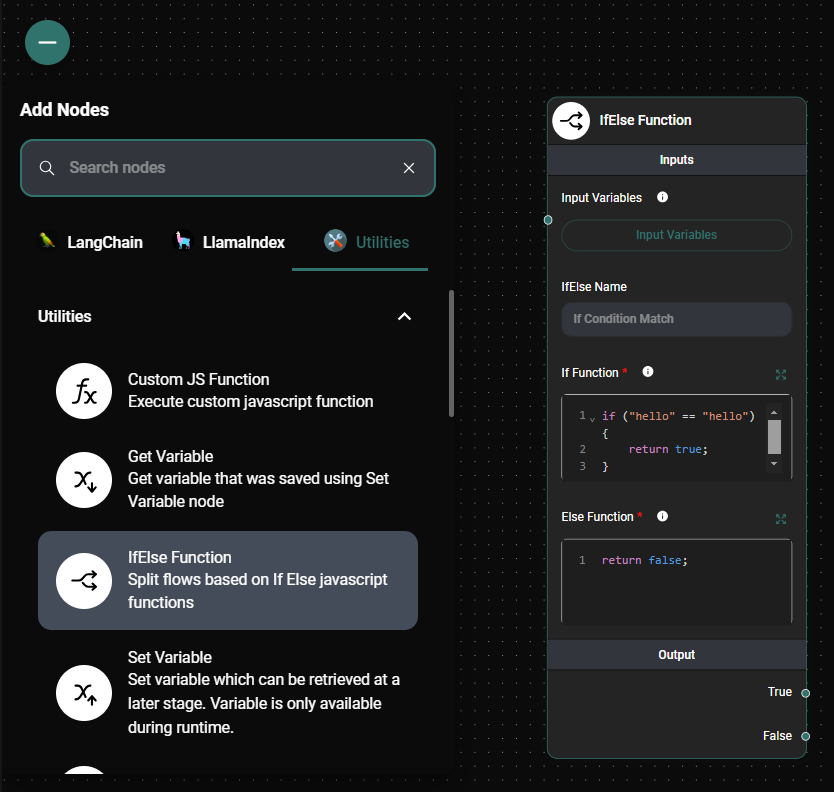 Add Nodes
Search nodes
LangChain
LlamaIndex
Utilities
Utilities
Custom JS Function
Execute custom javascript function
Get Variable
Get variable that was saved using Set
Variable node
IfElse Function
Split flows based on If Else javascript
functions
Set Variable
Set variable which can be retrieved at a
later stage. Variable is only available
during runtime.
IfElse Function
Inputs
Input Variables
Input Variables
IfElse Name
If Condition Match
If Function *
1 if ("hello" == "hello")
{
2 return true;
3 }
Else Function *
1 return false;
Output
True
False